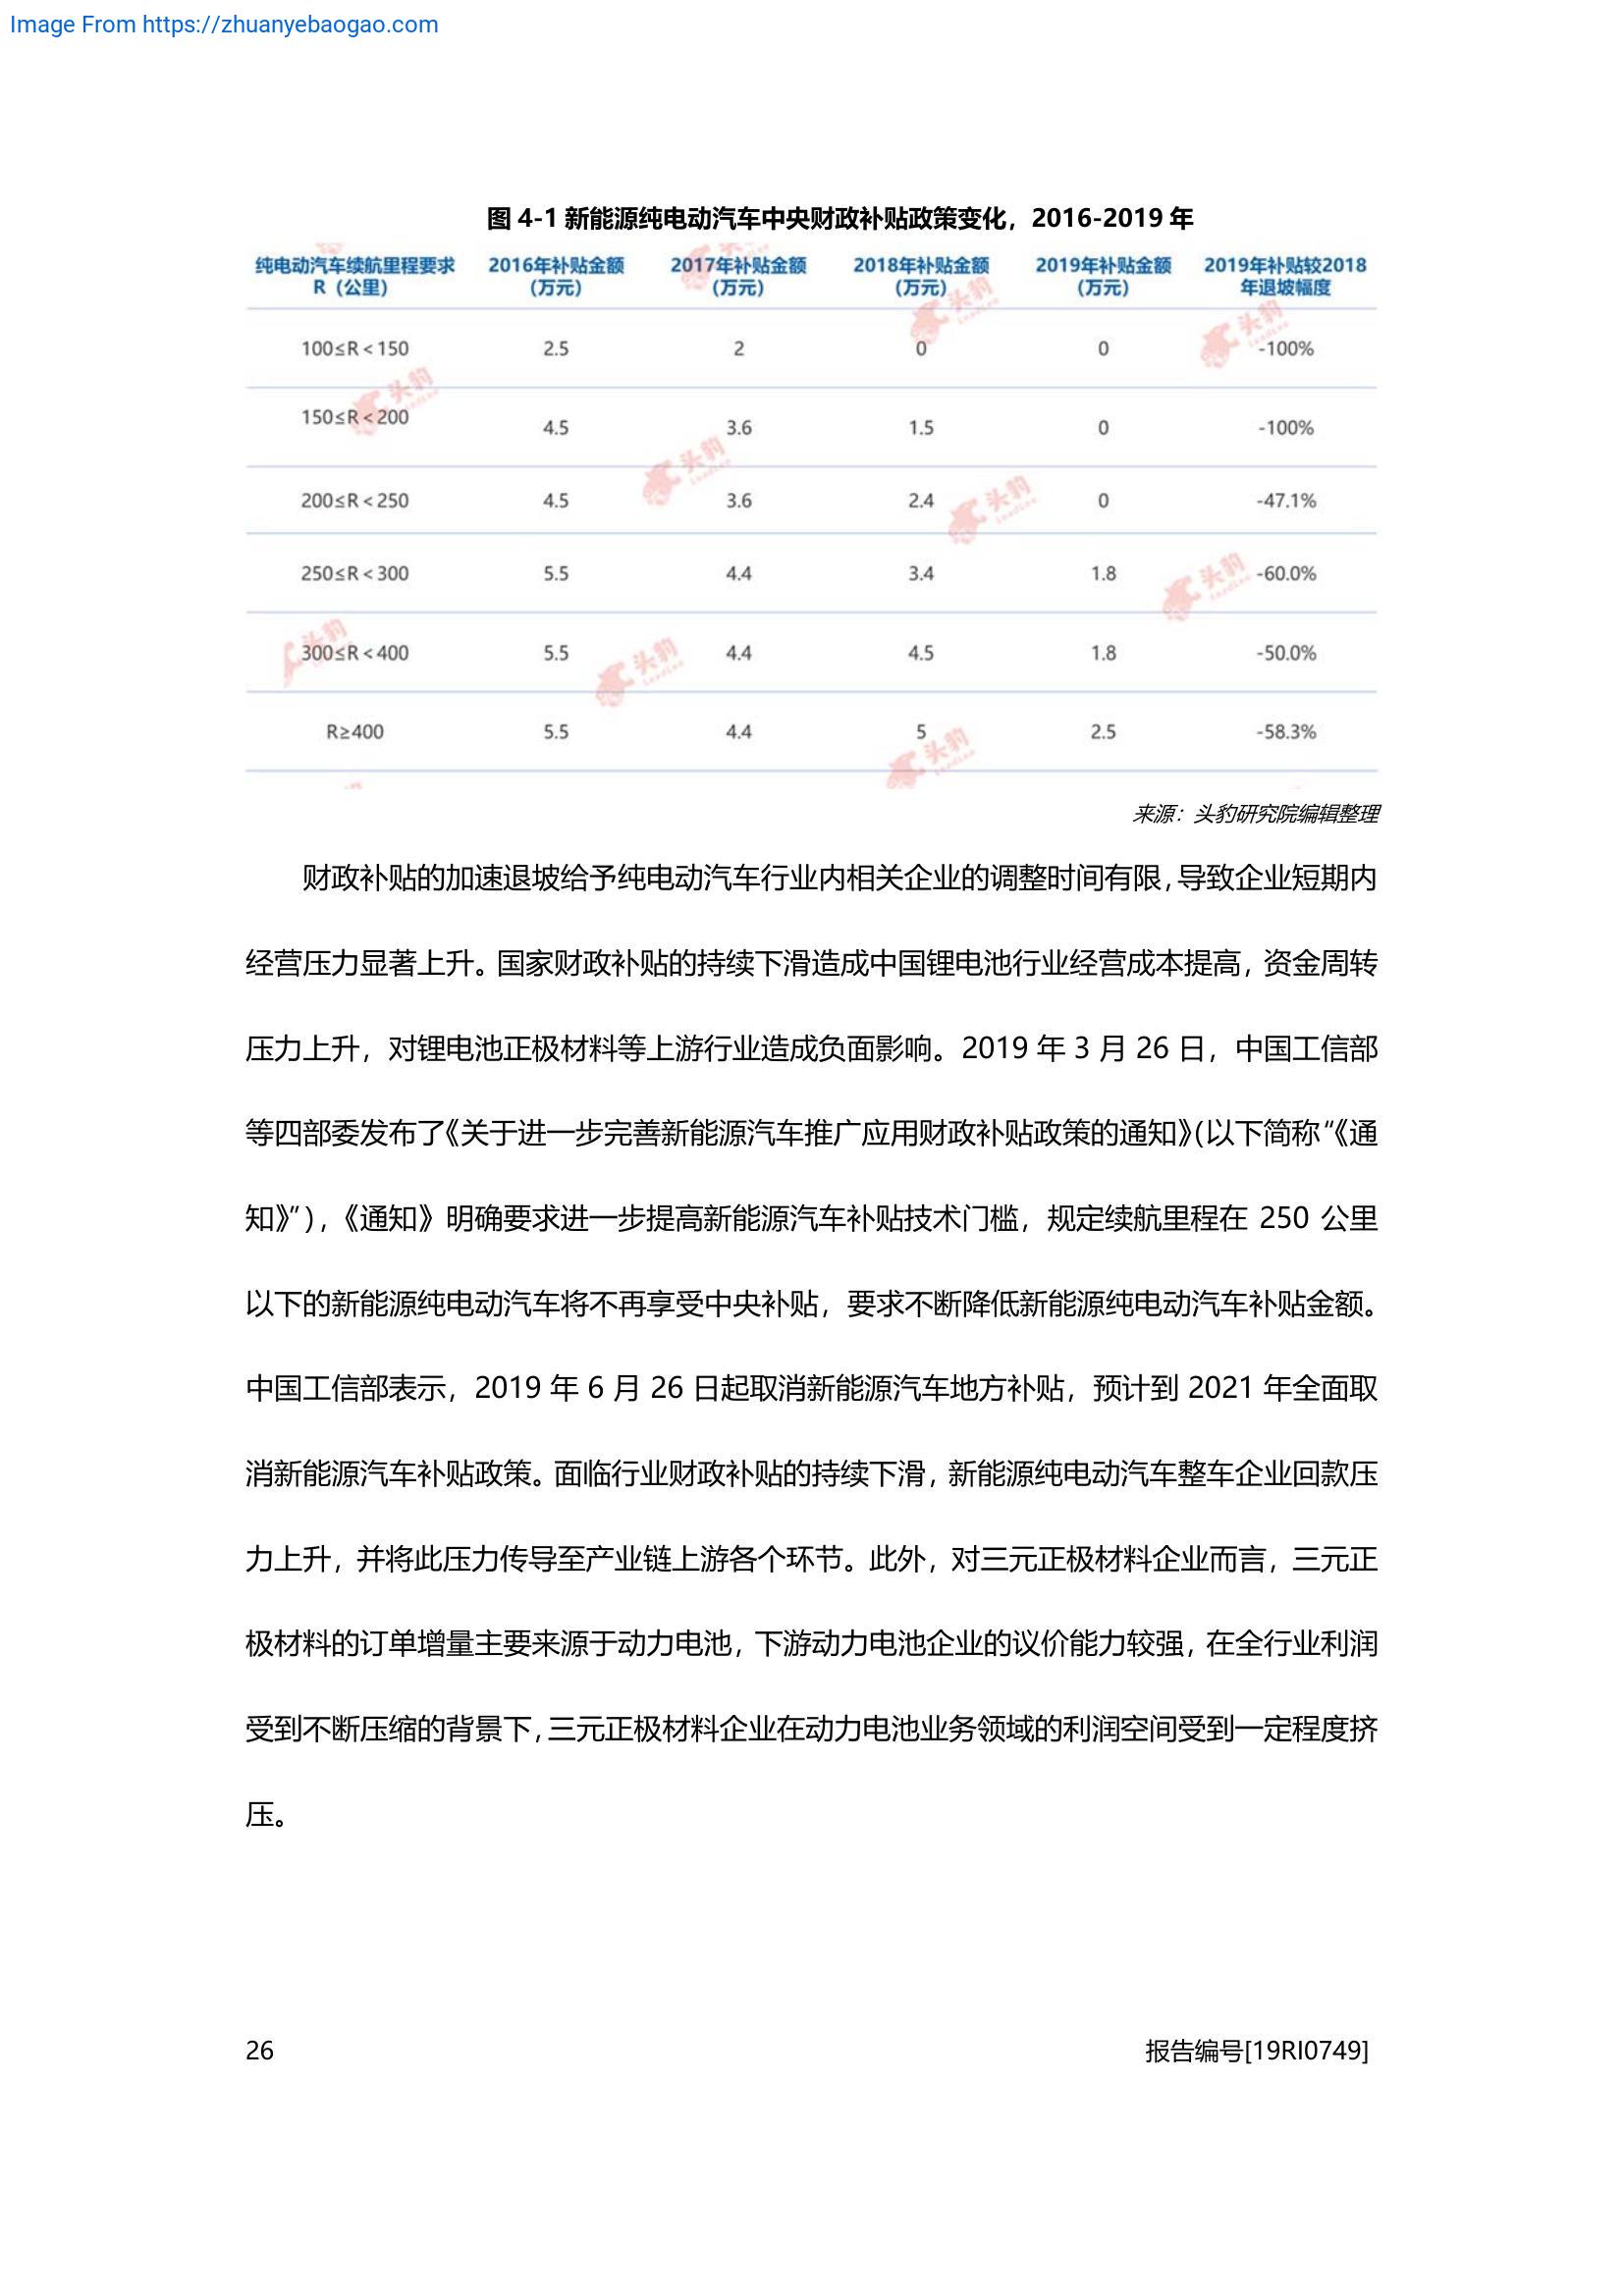 Image From https://zhuanyebaogao.com
图 4-1 新能源纯电动汽车中央财政补贴政策变化，2016-2019 年
纯电动汽车续航里程要求 R（公里） 2016年补贴金额（万元） 2017年补贴金额（万元） 2018年补贴金额（万元） 2019年补贴金额（万元） 2019年补贴较2018年退坡幅度
100≤R＜150 2.5 2 0 0 -100%
150≤R＜200 4.5 3.6 1.5 0 -100%
200≤R＜250 4.5 3.6 2.4 0 -47.1%
250≤R＜300 5.5 4.4 3.4 1.8 -60.0%
300≤R＜400 5.5 4.4 4.5 1.8 -50.0%
R≥400 5.5 4.4 5 2.5 -58.3%
头豹 LeadLeo
来源：头豹研究院编辑整理
财政补贴的加速退坡给予纯电动汽车行业内相关企业的调整时间有限，导致企业短期内
经营压力显著上升。国家财政补贴的持续下滑造成中国锂电池行业经营成本提高，资金周转
压力上升，对锂电池正极材料等上游行业造成负面影响。2019 年 3 月 26 日，中国工信部
等四部委发布了《关于进一步完善新能源汽车推广应用财政补贴政策的通知》（以下简称“《通
知》”），《通知》明确要求进一步提高新能源汽车补贴技术门槛，规定续航里程在 250 公里
以下的新能源纯电动汽车将不再享受中央补贴，要求不断降低新能源纯电动汽车补贴金额。
中国工信部表示，2019 年 6 月 26 日起取消新能源汽车地方补贴，预计到 2021 年全面取
消新能源汽车补贴政策。面临行业财政补贴的持续下滑，新能源纯电动汽车整车企业回款压
力上升，并将此压力传导至产业链上游各个环节。此外，对三元正极材料企业而言，三元正
极材料的订单增量主要来源于动力电池，下游动力电池企业的议价能力较强，在全行业利润
受到不断压缩的背景下，三元正极材料企业在动力电池业务领域的利润空间受到一定程度挤
压。
26 报告编号[19RI0749]